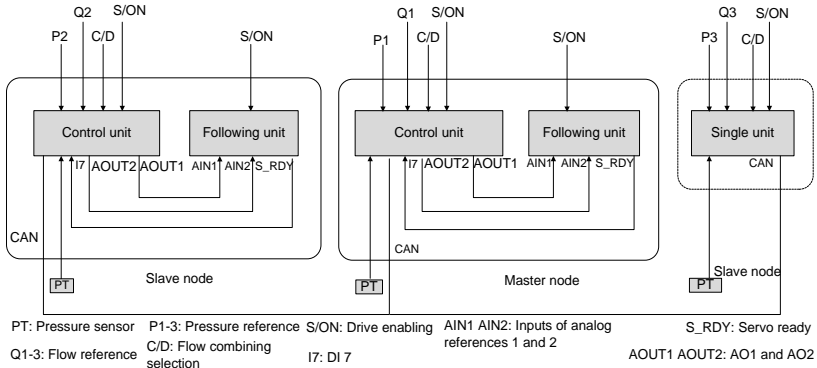 Q2 S/ON
P2 C/D S/ON
Q1 S/ON
P1 C/D S/ON
Q3 S/ON
P3 C/D
Control unit Following unit
Control unit Following unit
Single unit
I7 AOUT2 AOUT1 AIN1 AIN2 S_RDY
I7 AOUT2 AOUT1 AIN1 AIN2 S_RDY
CAN
CAN
CAN
PT Slave node
PT Master node
PT Slave node
PT: Pressure sensor P1-3: Pressure reference S/ON: Drive enabling AIN1 AIN2: Inputs of analog references 1 and 2 S_RDY: Servo ready
Q1-3: Flow reference C/D: Flow combining selection I7: DI 7 AOUT1 AOUT2: AO1 and AO2